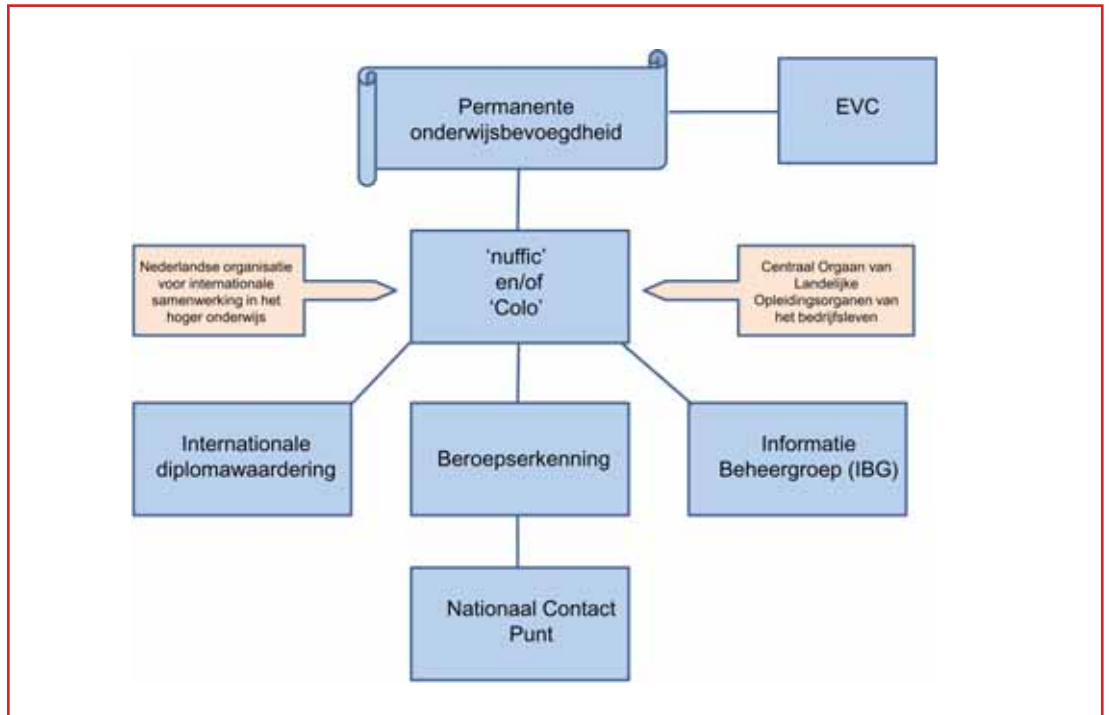 Permanente
onderwijsbevoegdheid
EVC
Nederlandse organisatie
voor internationale
samenwerking in het
hoger onderwijs
'nuffic'
en/of
'Colo'
Centraal Orgaan van
Landelijke
Opleidingsorganen van
het bedrijfsleven
Internationale
diplomawaardering
Beroepserkenning
Informatie
Beheergroep (IBG)
Nationaal Contact
Punt